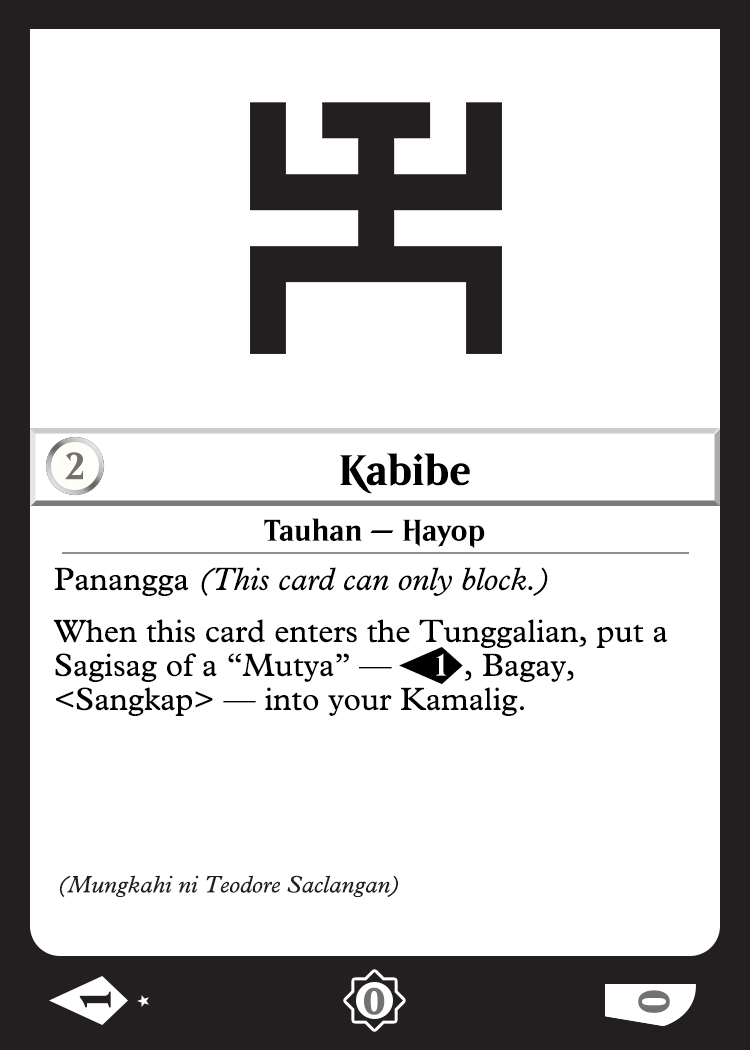 2
Kabibe
Tauhan — Hayop
Panangga (This card can only block.)
When this card enters the Tunggalian, put a
Sagisag of a “Mutya” — 1, Bagay,
<Sangkap> — into your Kamalig.
(Mungkahi ni Teodore Saclangan)
1 0 0